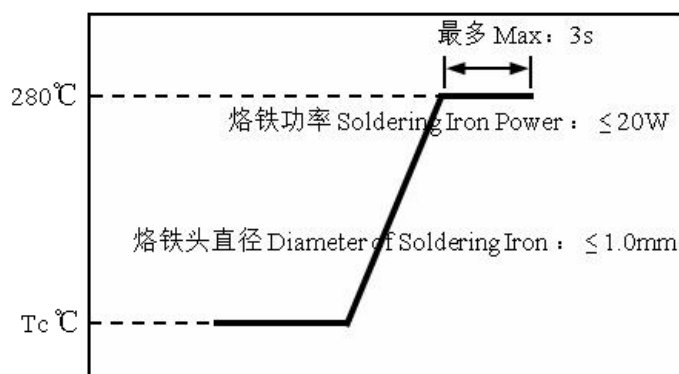 最多 Max：3s
280℃
烙铁功率 Soldering Iron Power： ≤20W
烙铁头直径 Diameter of Soldering Iron： ≤1.0mm
Tc ℃